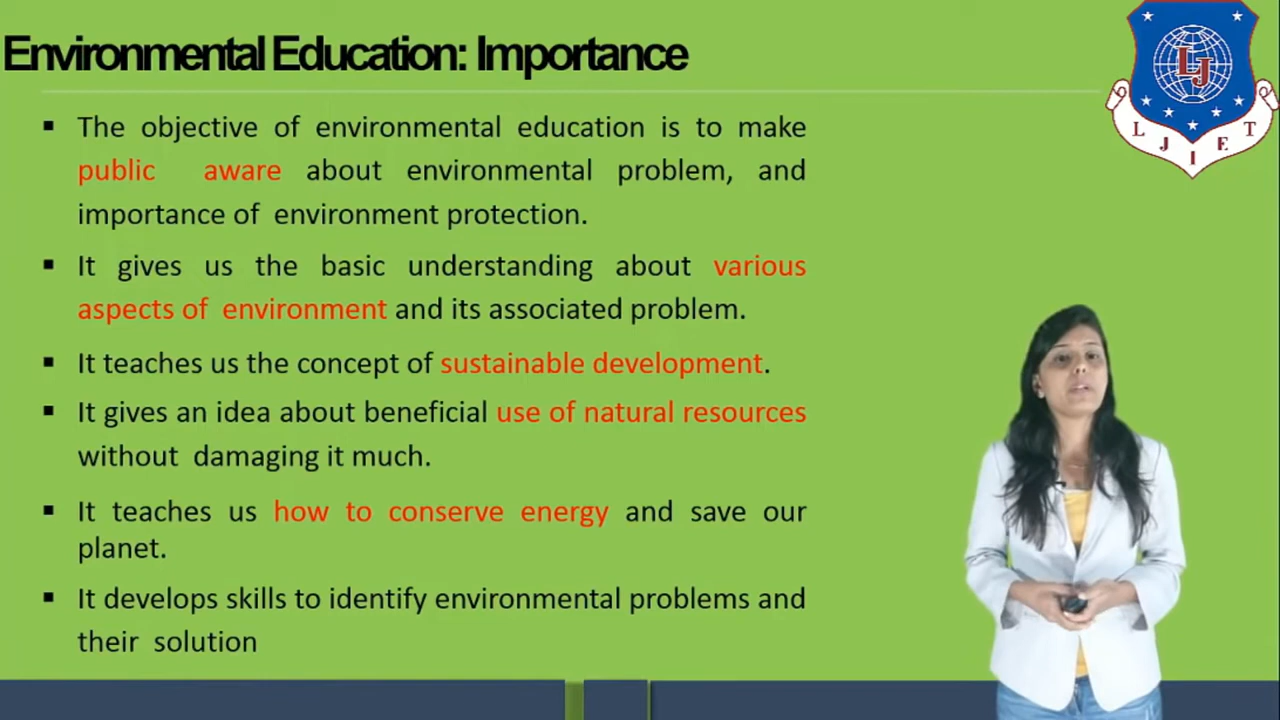 Environmental Education: Importance
▪ The objective of environmental education is to make
public aware about environmental problem, and
importance of environment protection.
▪ It gives us the basic understanding about various
aspects of environment and its associated problem.
▪ It teaches us the concept of sustainable development.
▪ It gives an idea about beneficial use of natural resources
without damaging it much.
▪ It teaches us how to conserve energy and save our
planet.
▪ It develops skills to identify environmental problems and
their solution
LJ
L J I E T